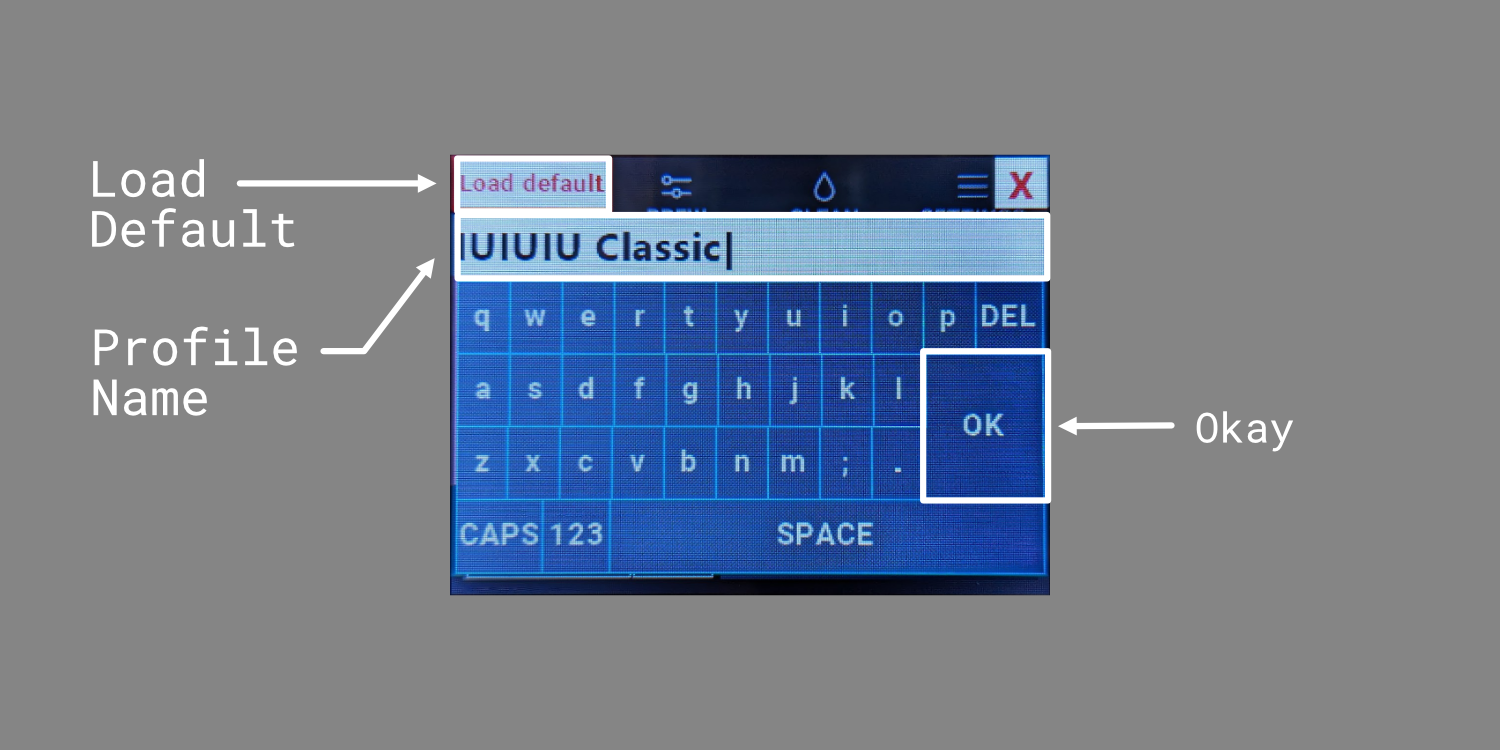 Load
Default
Profile
Name
Okay
Load default
X
IUIUIU Classic
q w e r t y u i o p DEL
a s d f g h j k l
OK
z x c v b n m ; .
CAPS 123 SPACE